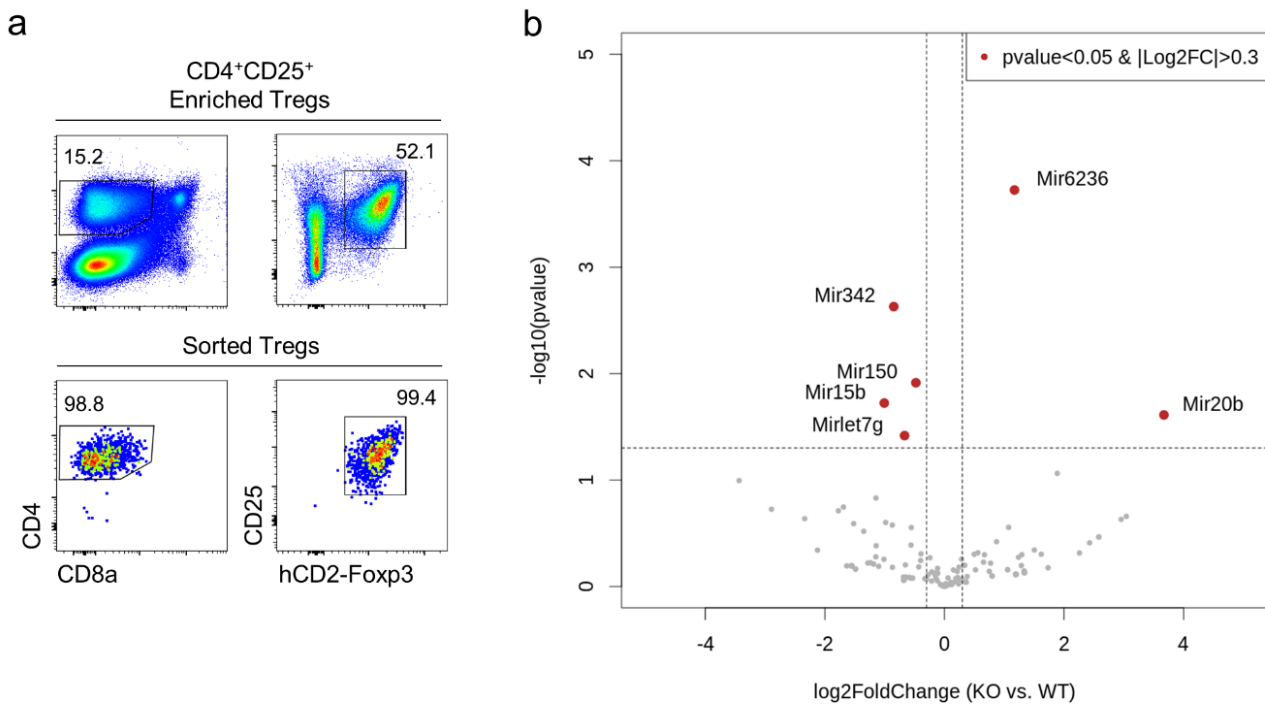 a
CD4⁺CD25⁺
Enriched Tregs
15.2
52.1
Sorted Tregs
98.8
99.4
CD4
CD25
CD8a
hCD2-Foxp3
b
pvalue<0.05 & |Log2FC|>0.3
Mir6236
Mir342
Mir150
Mir15b
Mir20b
Mirlet7g
-log10(pvalue)
5
4
3
2
1
0
-4 -2 0 2 4
log2FoldChange (KO vs. WT)